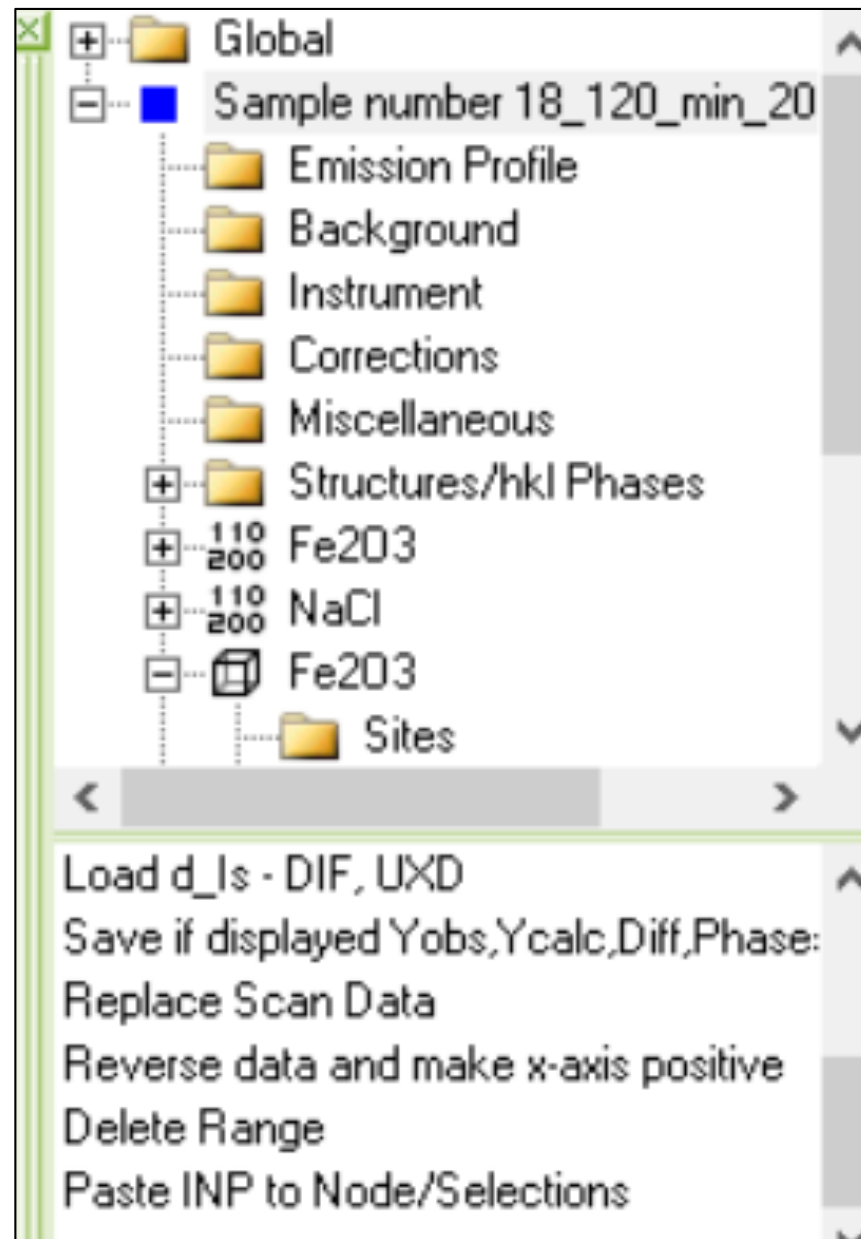 Global
Sample number 18_120_min_20
Emission Profile
Background
Instrument
Corrections
Miscellaneous
Structures/hkl Phases
110
200 Fe2O3
110
200 NaCl
Fe2O3
Sites
Load d_Is - DIF, UXD
Save if displayed Yobs,Ycalc,Diff,Phase:
Replace Scan Data
Reverse data and make x-axis positive
Delete Range
Paste INP to Node/Selections